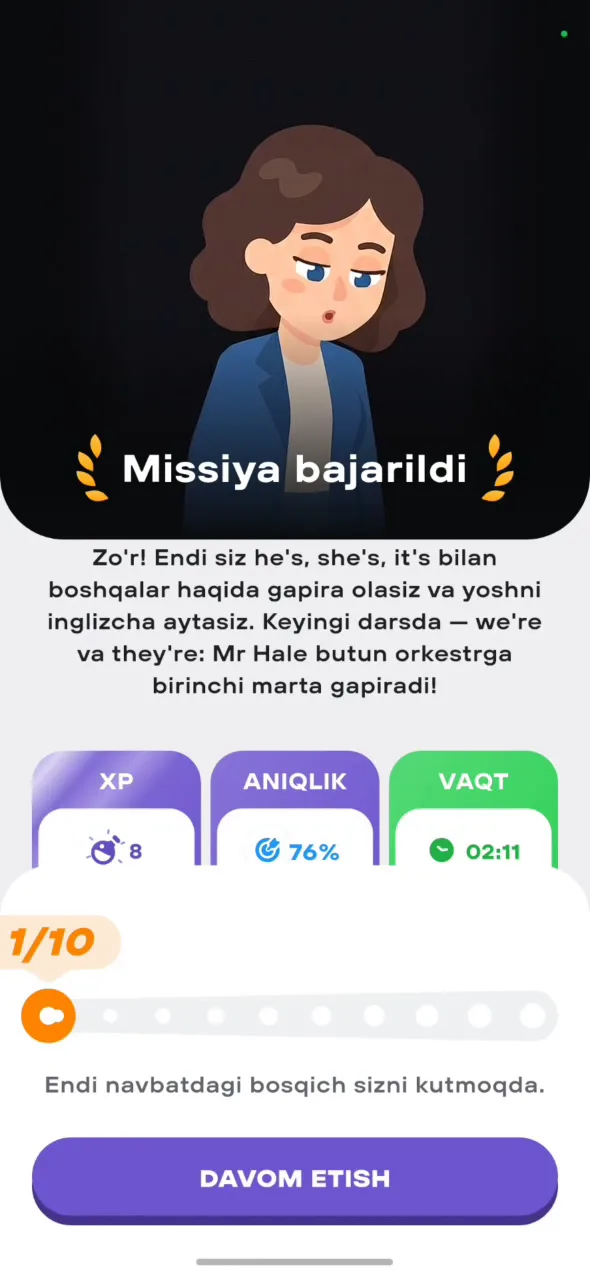 Missiya bajarildi
Zo'r! Endi siz he's, she's, it's bilan
boshqalar haqida gapira olasiz va yoshni
inglizcha aytasiz. Keyingi darsda — we're
va they're: Mr Hale butun orkestrga
birinchi marta gapiradi!
XP
ANIQLIK
VAQT
8
76%
02:11
1/10
Endi navbatdagi bosqich sizni kutmoqda.
DAVOM ETISH